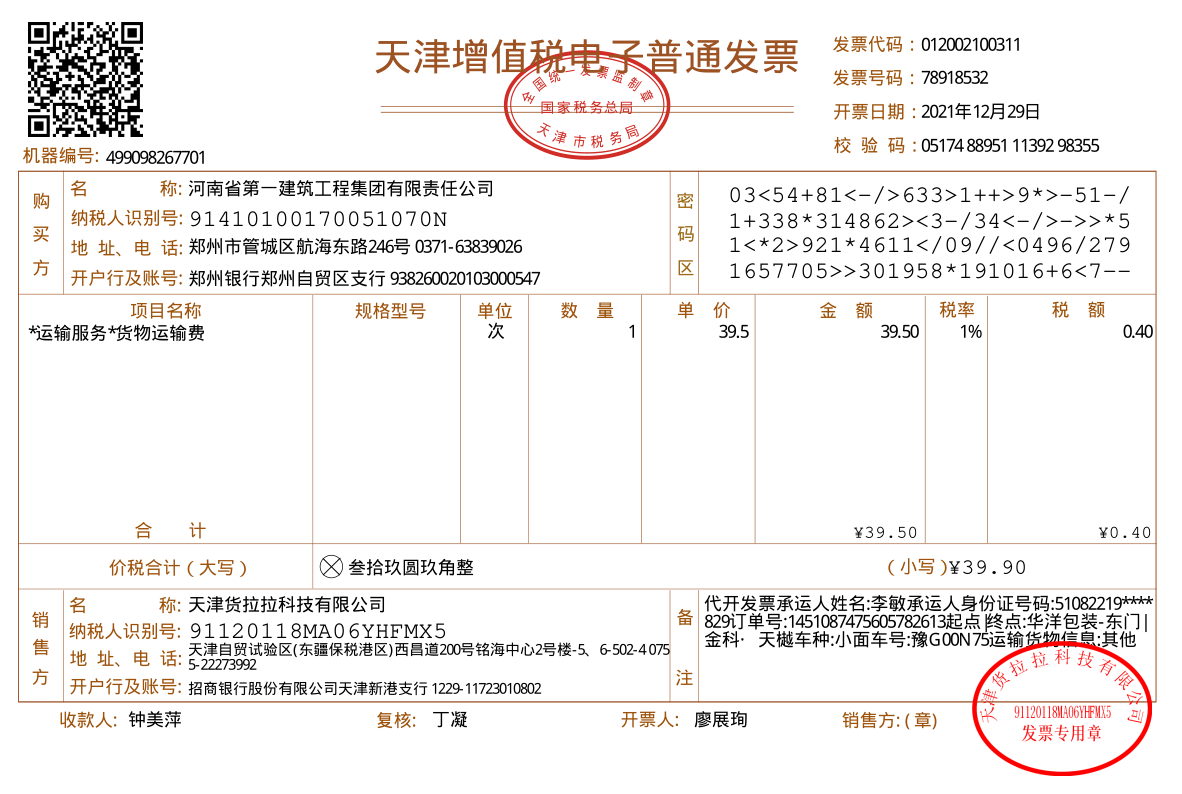 天津增值税电子普通发票
全国统一发票监制章
国家税务总局
天津市税务局
发票代码：012002100311
发票号码：78918532
开票日期：2021年12月29日
校 验 码：05174 88951 11392 98355
机器编号: 499098267701
购买方
名 称: 河南省第一建筑工程集团有限责任公司
纳税人识别号: 91410100170051070N
地 址、电 话: 郑州市管城区航海东路246号 0371-63839026
开户行及账号: 郑州银行郑州自贸区支行 938260020103000547
密码区
03<54+81<-/>633>1++>9*>-51-/
1+338*314862><3-/34<-/>->>*5
1<*2>921*4611</09//<0496/279
1657705>>301958*191016+6<7--
项目名称 规格型号 单位 数 量 单 价 金 额 税率 税 额
*运输服务*货物运输费 次 1 39.5 39.50 1% 0.40
合 计 ¥39.50 ¥0.40
价税合计（大写） 叁拾玖圆玖角整 （小写）¥39.90
销售方
名 称: 天津货拉拉科技有限公司
纳税人识别号: 91120118MA06YHFMX5
地 址、电 话: 天津自贸试验区(东疆保税港区)西昌道200号铭海中心2号楼-5、6-502-4 075
5-22273992
开户行及账号: 招商银行股份有限公司天津新港支行 1229-11723010802
备注
代开发票承运人姓名:李敏承运人身份证号码:51082219****
829订单号:1451087475605782613起点|终点:华洋包装-东门|
金科· 天樾车种:小面车号:豫G00N75运输货物信息:其他
收款人: 钟美萍 复核: 丁凝 开票人: 廖展珣 销售方: ( 章)
天津货拉拉科技有限公司
91120118MA06YHFMX5
发票专用章